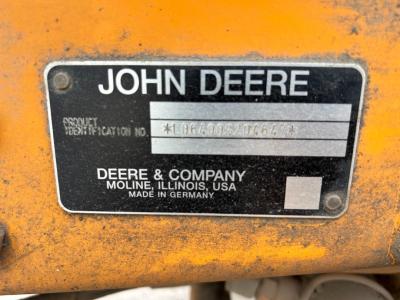 JOHN DEERE
PRODUCT
IDENTIFICATION NO.
DEERE & COMPANY
MOLINE, ILLINOIS, USA
MADE IN GERMANY